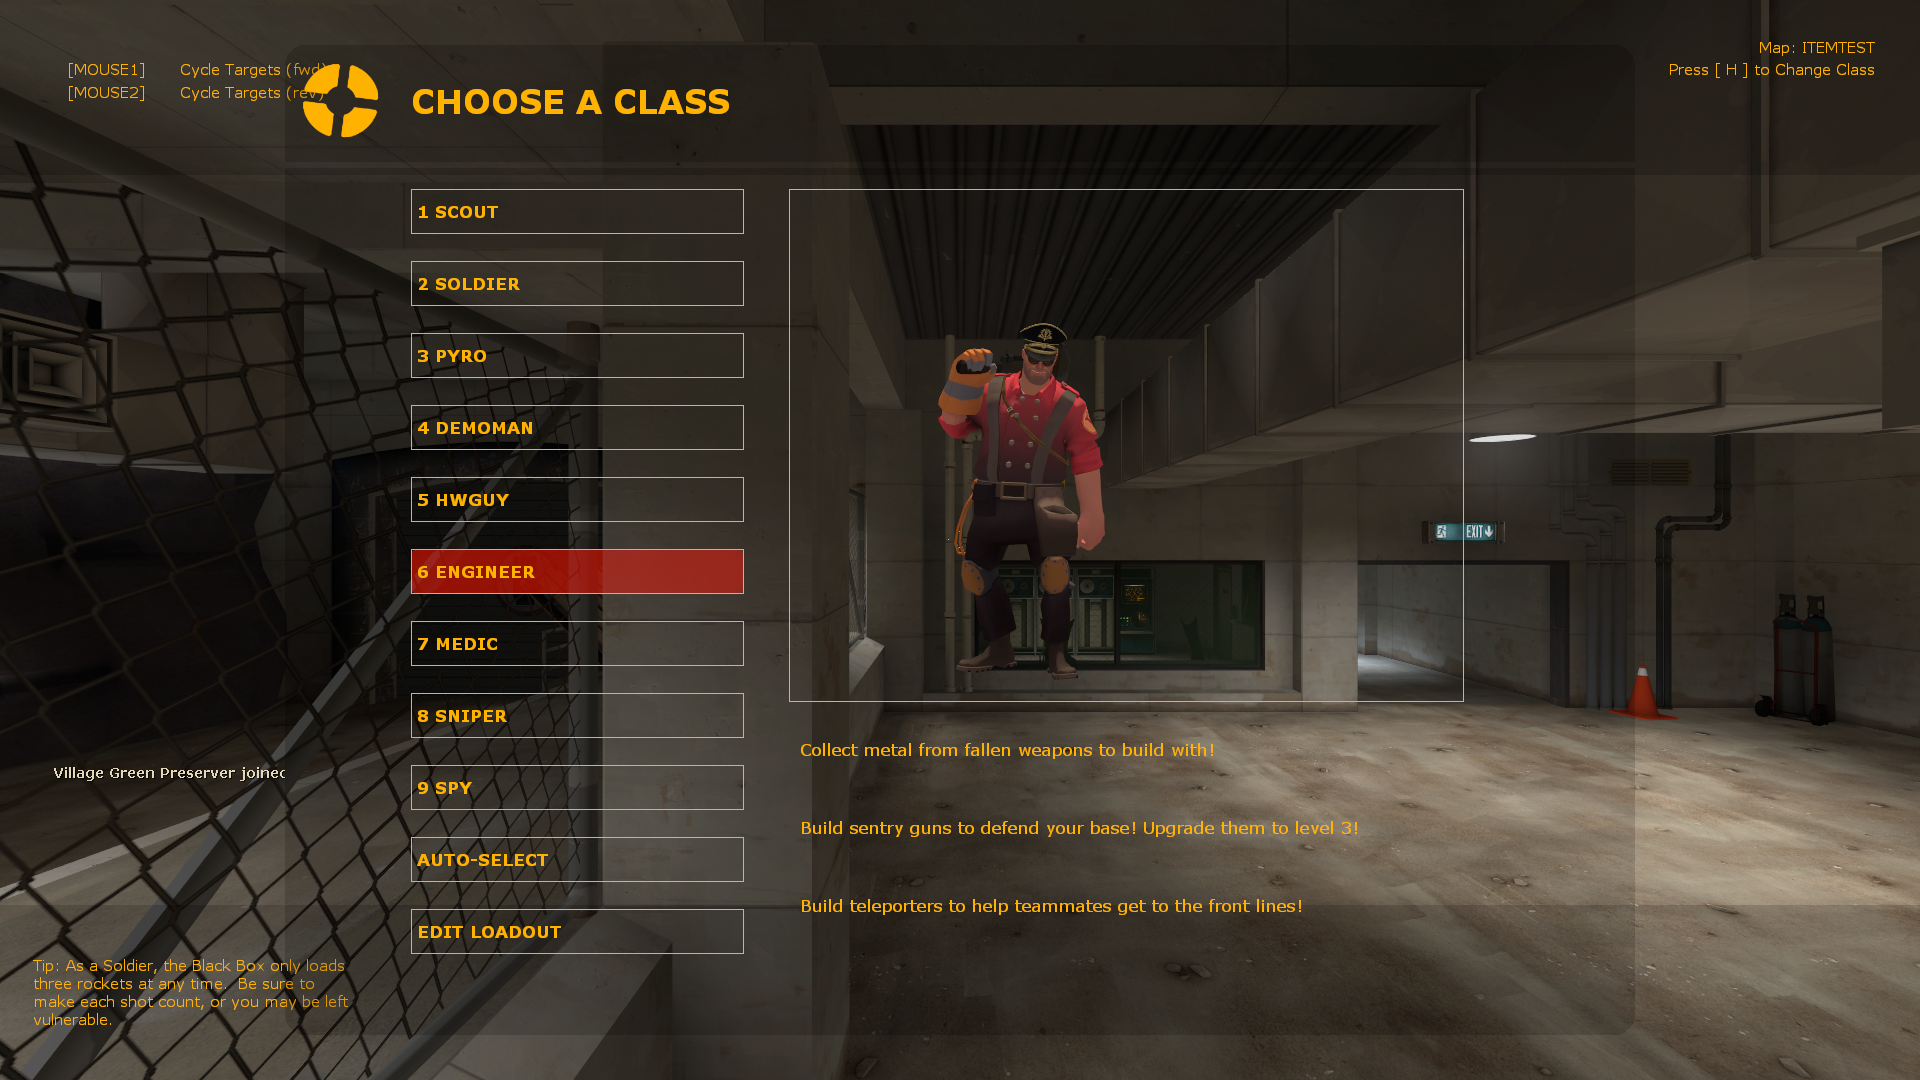 [MOUSE1] Cycle Targets (fwd)
[MOUSE2] Cycle Targets (rev)
Map: ITEMTEST
Press [ H ] to Change Class
CHOOSE A CLASS
1 SCOUT
2 SOLDIER
3 PYRO
4 DEMOMAN
5 HWGUY
6 ENGINEER
7 MEDIC
8 SNIPER
9 SPY
AUTO-SELECT
EDIT LOADOUT
EXIT
Collect metal from fallen weapons to build with!
Build sentry guns to defend your base! Upgrade them to level 3!
Build teleporters to help teammates get to the front lines!
Village Green Preserver joined
Tip: As a Soldier, the Black Box only loads
three rockets at any time.  Be sure to
make each shot count, or you may be left
vulnerable.